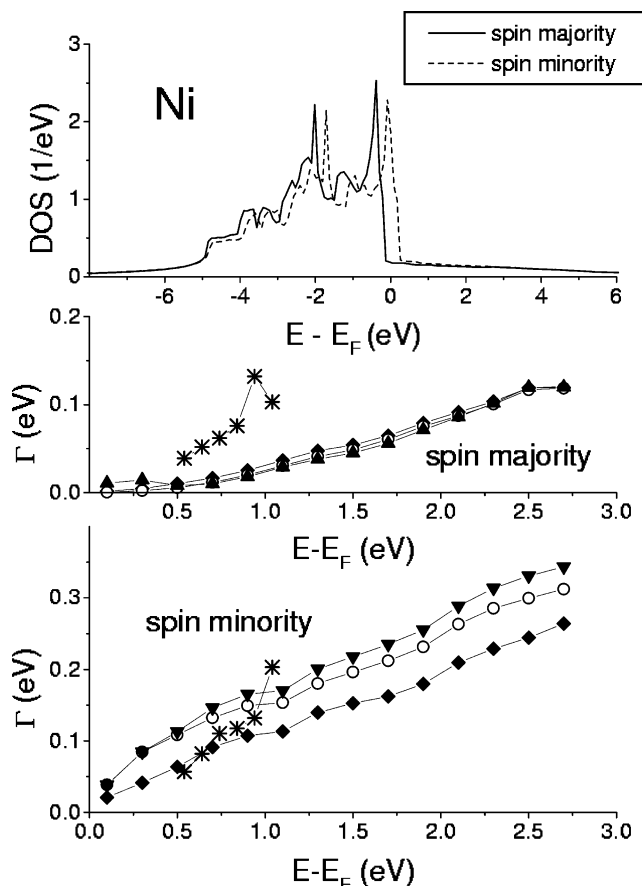 spin majority
spin minority
3
Ni
2
DOS (1/eV)
1
0
-6 -4 -2 0 2 4 6
E - E_F (eV)
0.2
0.1
Γ (eV)
spin majority
0.0
0.0 0.5 1.0 1.5 2.0 2.5 3.0
E-E_F (eV)
0.3
spin minority
0.2
Γ (eV)
0.1
0.0
0.0 0.5 1.0 1.5 2.0 2.5 3.0
E-E_F (eV)